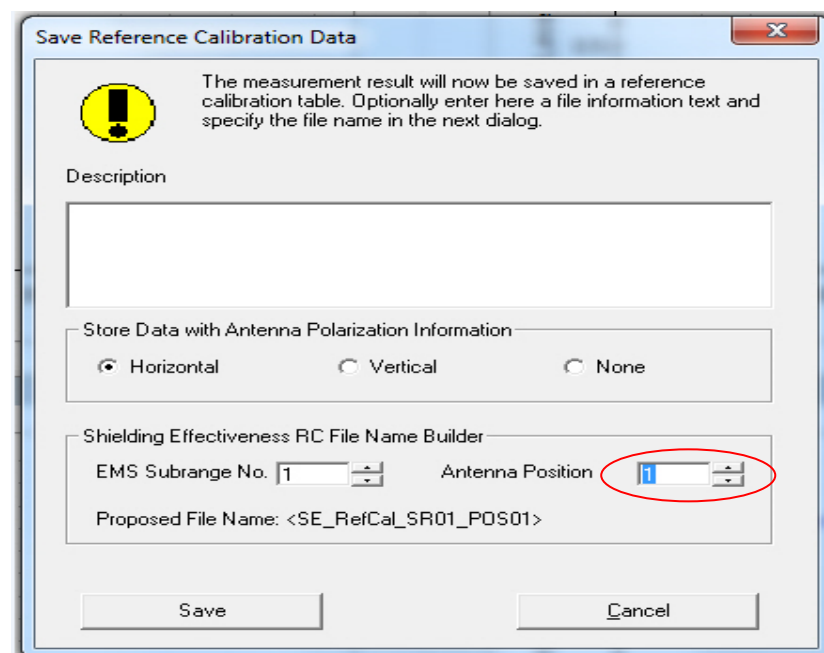 Save Reference Calibration Data
The measurement result will now be saved in a reference
calibration table. Optionally enter here a file information text and
specify the file name in the next dialog.
Description
Store Data with Antenna Polarization Information
Horizontal Vertical None
Shielding Effectiveness RC File Name Builder
EMS Subrange No. 1 Antenna Position 1
Proposed File Name: <SE_RefCal_SR01_POS01>
Save Cancel